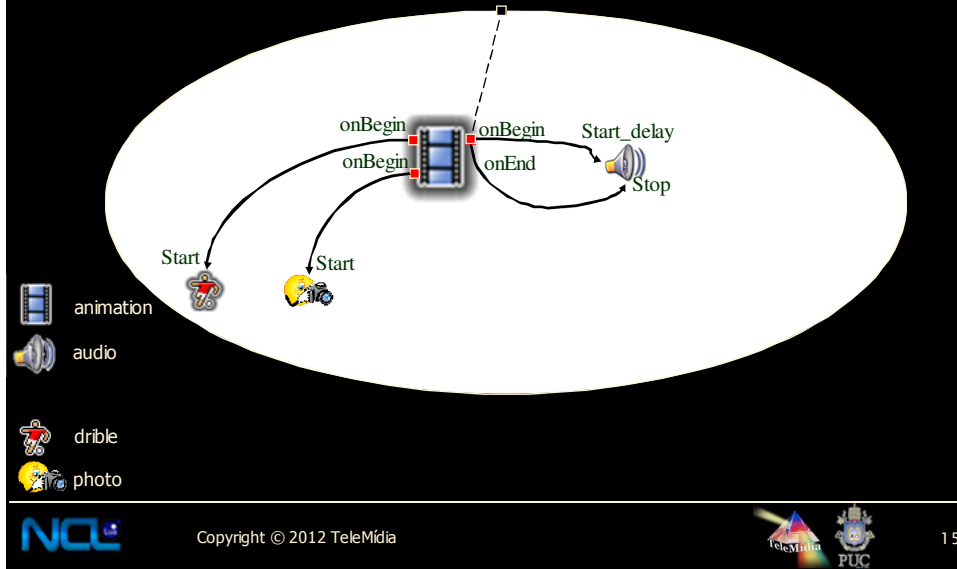 onBegin
onBegin
Start_delay
onBegin
onEnd
Stop
Start
Start
animation
audio
drible
photo
NCL
Lua
Copyright © 2012 TeleMídia
TeleMídia
PUC
15